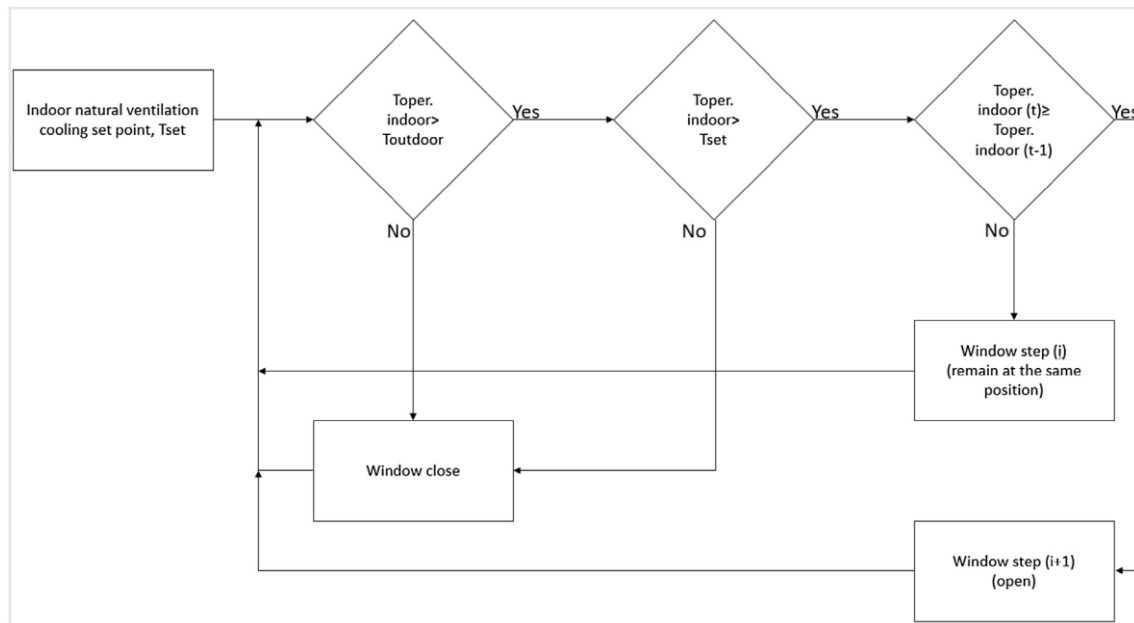 Indoor natural ventilation
cooling set point, Tset
Toper.
indoor>
Toutdoor
Yes
Toper.
indoor>
Tset
Yes
Toper.
indoor (t)≥
Toper.
indoor (t-1)
Yes
No
No
No
Window step (i)
(remain at the same
position)
Window close
Window step (i+1)
(open)